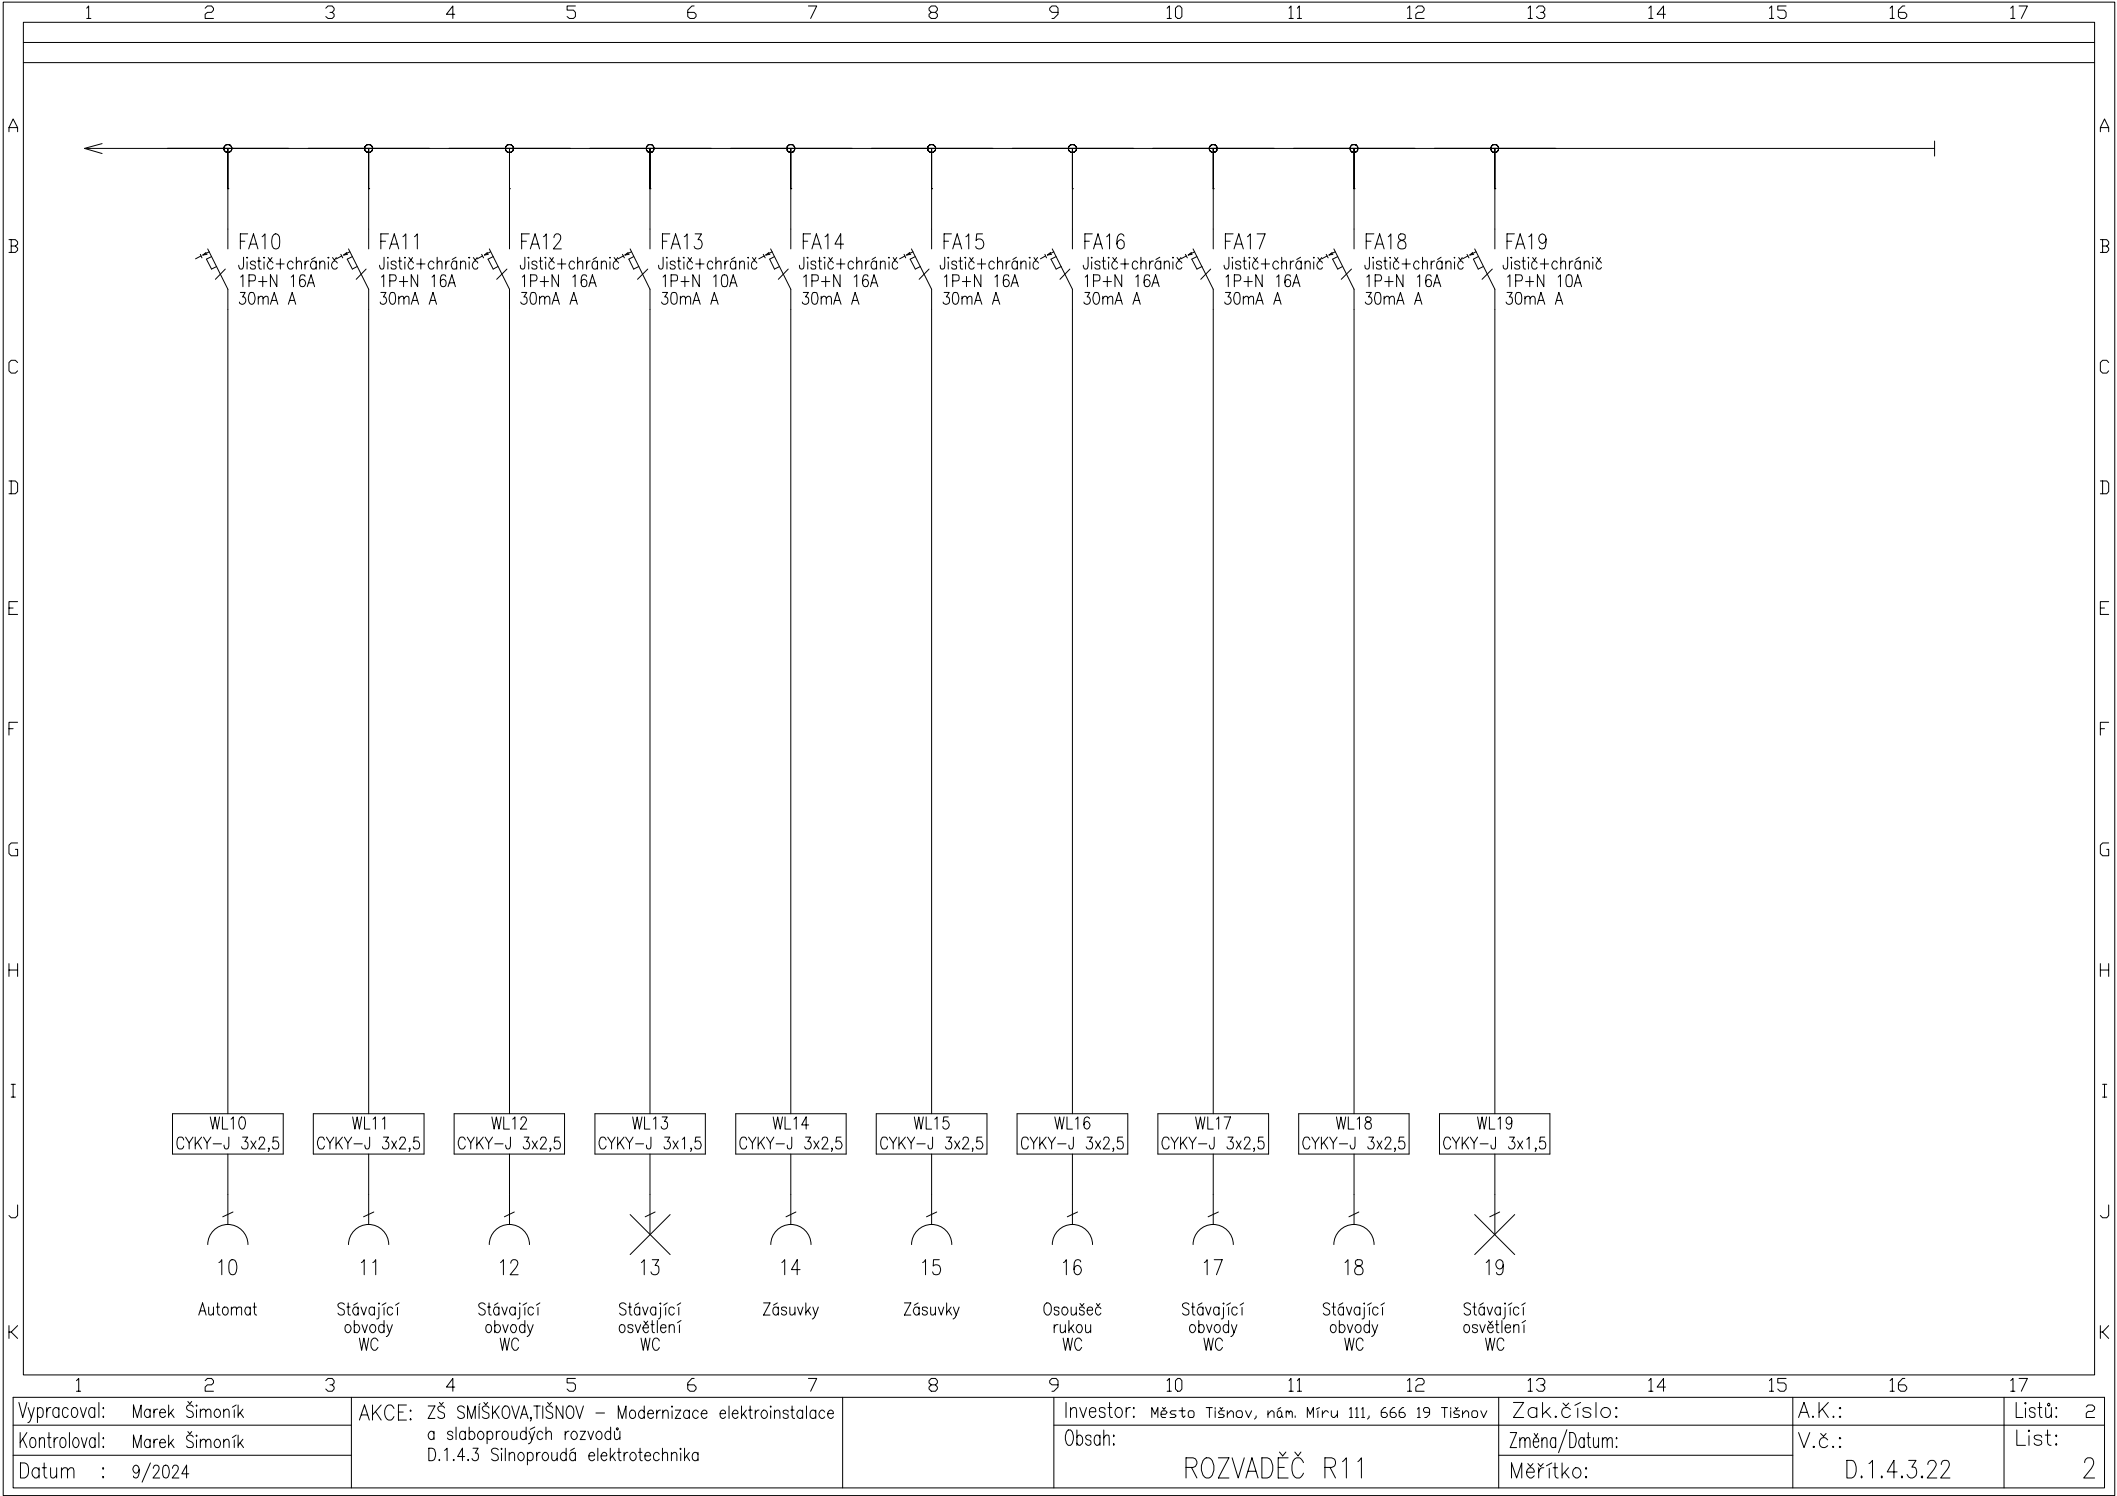 1 2 3 4 5 6 7 8 9 10 11 12 13 14 15 16 17
A A
B B
C C
D D
E E
F F
G G
H H
I I
J J
K K
FA10
Jistič+chránič
1P+N 16A
30mA A
FA11
Jistič+chránič
1P+N 16A
30mA A
FA12
Jistič+chránič
1P+N 16A
30mA A
FA13
Jistič+chránič
1P+N 10A
30mA A
FA14
Jistič+chránič
1P+N 16A
30mA A
FA15
Jistič+chránič
1P+N 16A
30mA A
FA16
Jistič+chránič
1P+N 16A
30mA A
FA17
Jistič+chránič
1P+N 16A
30mA A
FA18
Jistič+chránič
1P+N 16A
30mA A
FA19
Jistič+chránič
1P+N 10A
30mA A
WL10
CYKY-J 3x2,5
WL11
CYKY-J 3x2,5
WL12
CYKY-J 3x2,5
WL13
CYKY-J 3x1,5
WL14
CYKY-J 3x2,5
WL15
CYKY-J 3x2,5
WL16
CYKY-J 3x2,5
WL17
CYKY-J 3x2,5
WL18
CYKY-J 3x2,5
WL19
CYKY-J 3x1,5
10
Automat
11
Stávající
obvody
WC
12
Stávající
obvody
WC
13
Stávající
osvětlení
WC
14
Zásuvky
15
Zásuvky
16
Osoušeč
rukou
WC
17
Stávající
obvody
WC
18
Stávající
obvody
WC
19
Stávající
osvětlení
WC
1 2 3 4 5 6 7 8 9 10 11 12 13 14 15 16 17
Vypracoval: Marek Šimoník
Kontroloval: Marek Šimoník
Datum : 9/2024
AKCE: ZŠ SMÍŠKOVA,TIŠNOV – Modernizace elektroinstalace
a slaboproudých rozvodů
D.1.4.3 Silnoproudá elektrotechnika
Investor: Město Tišnov, nám. Míru 111, 666 19 Tišnov
Obsah:
ROZVADĚČ R11
Zak.číslo:
Změna/Datum:
Měřítko:
A.K.:
V.č.:
D.1.4.3.22
Listů: 2
List:
2